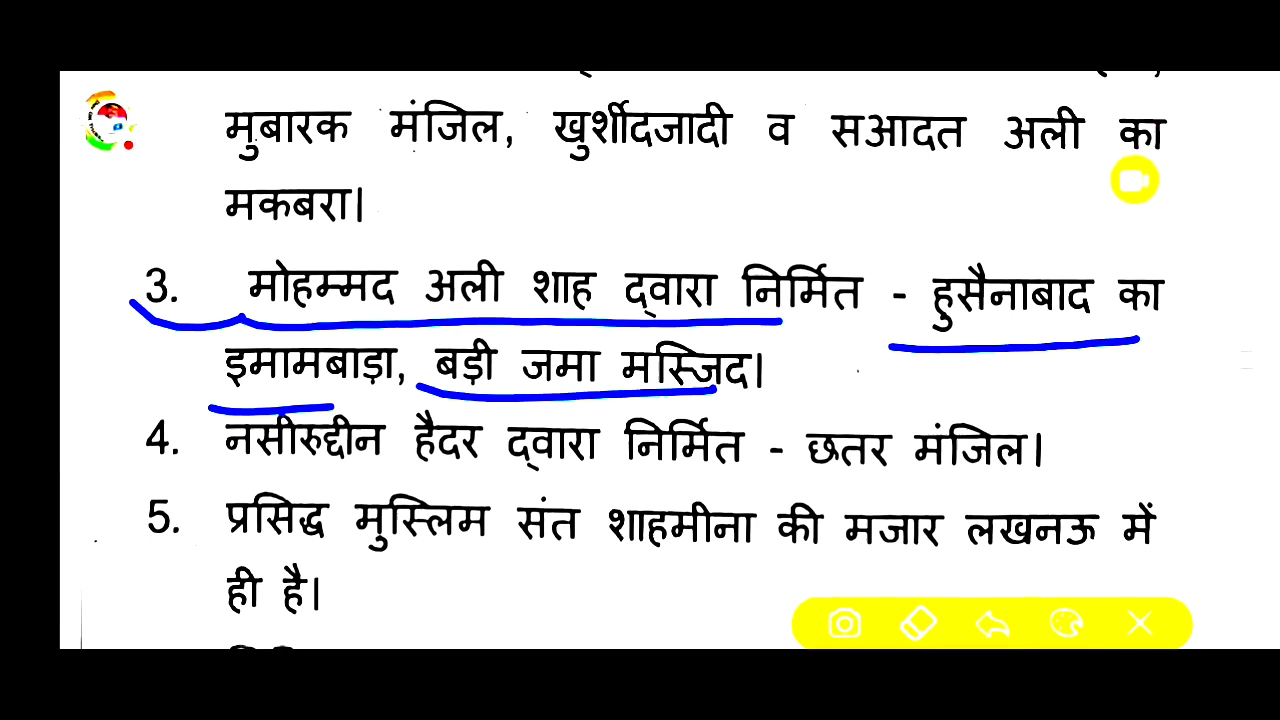 मुबारक मंजिल, खुर्शीदजादी व सआदत अली का
मकबरा।
3. मोहम्मद अली शाह द्वारा निर्मित - हुसैनाबाद का
इमामबाड़ा, बड़ी जमा मस्जिद।
4. नसीरुद्दीन हैदर द्वारा निर्मित - छतर मंजिल।
5. प्रसिद्ध मुस्लिम संत शाहमीना की मजार लखनऊ में
ही है।